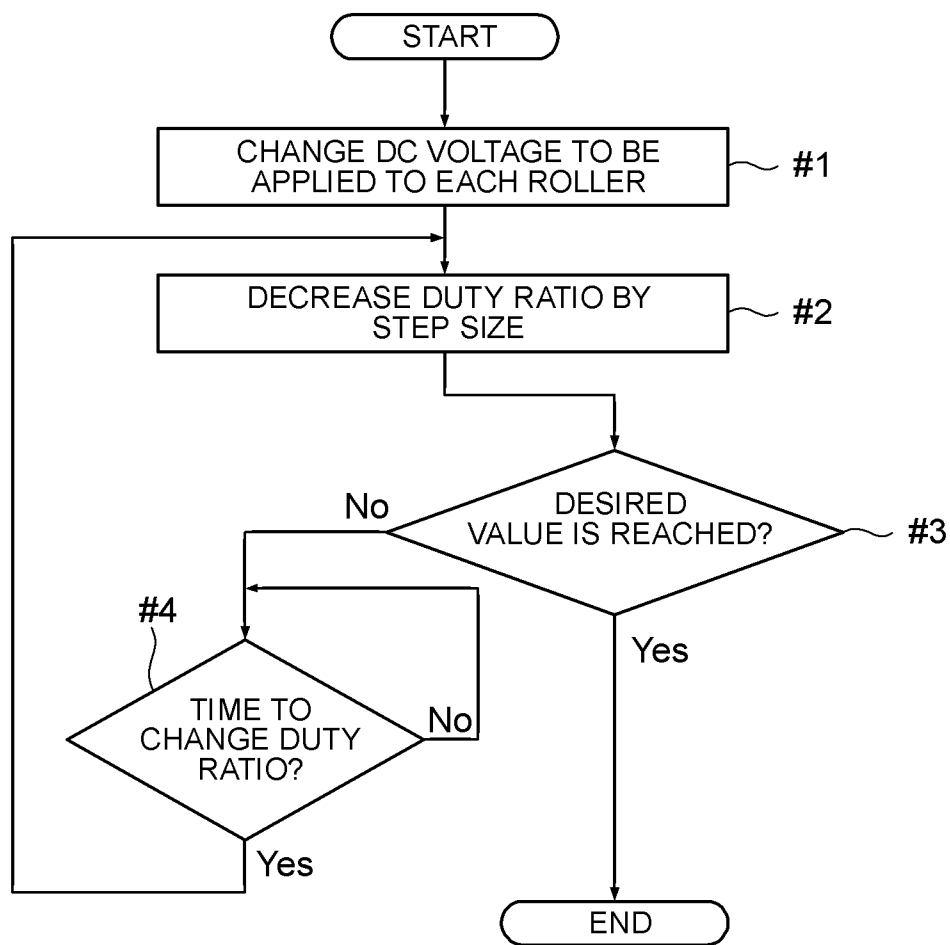 START
CHANGE DC VOLTAGE TO BE
APPLIED TO EACH ROLLER
#1
DECREASE DUTY RATIO BY
STEP SIZE
#2
DESIRED
VALUE IS REACHED?
#3
No
Yes
#4
TIME TO
CHANGE DUTY
RATIO?
No
Yes
END